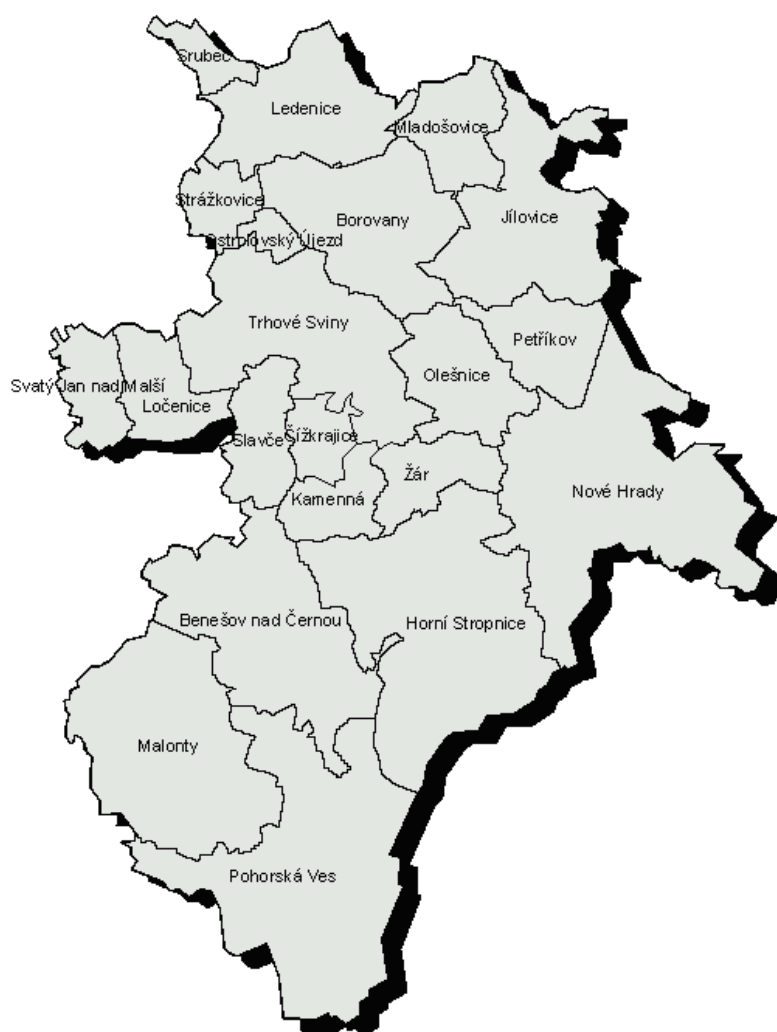 Srubec
Ledenice
Mladošovice
Strážkovice
Borovany
Jílovice
Ostrolovský Újezd
Trhové Sviny
Petříkov
Olešnice
Svatý Jan nad Malší
Ločenice
Slavče
Čížkrajice
Žár
Kamenná
Nové Hrady
Benešov nad Černou
Horní Stropnice
Malonty
Pohorská Ves